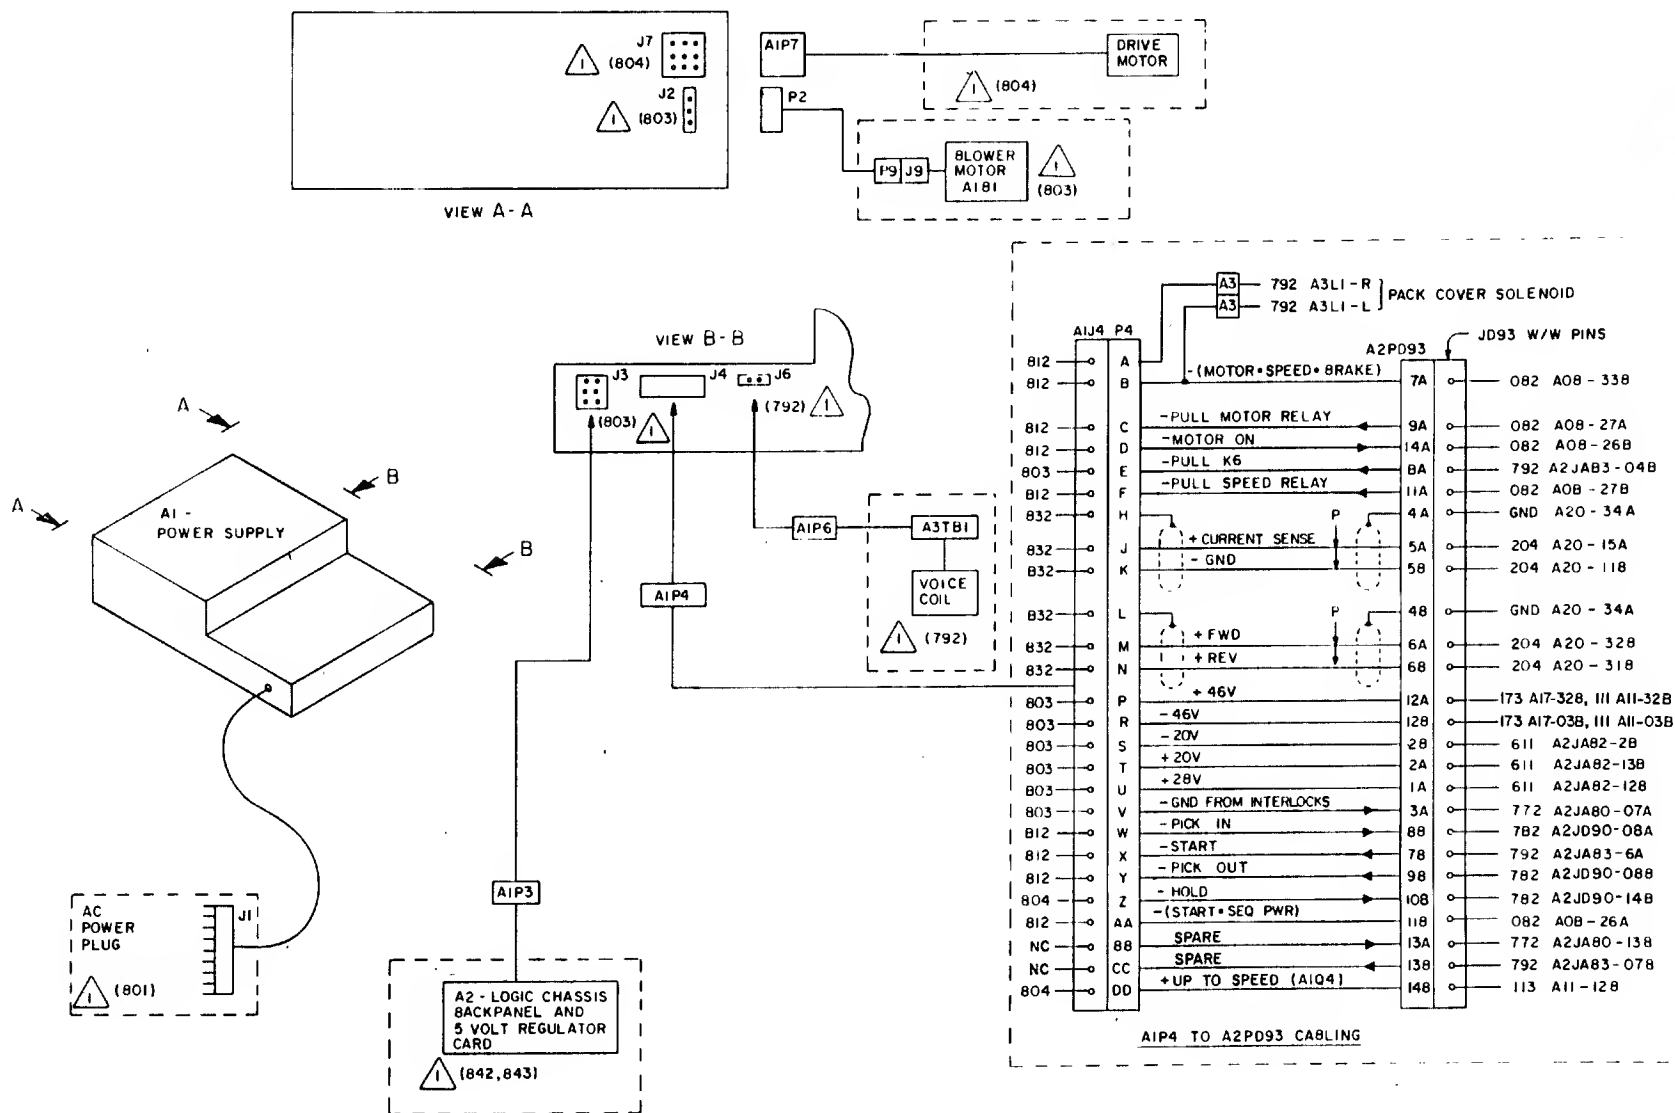 J7
1 (804)
J2
1 (803)
VIEW A-A
A1P7
P2
DRIVE
MOTOR
1 (804)
P9 J9
BLOWER
MOTOR
A1B1
1
(803)
A
A
B
B
A1 -
POWER SUPPLY
AC
POWER
PLUG
J1
1 (801)
VIEW B-B
J3
J4
J6
(803) 1
(792) 1
A1P6
A3TB1
VOICE
COIL
1 (792)
A1P4
A1P3
A2 - LOGIC CHASSIS
BACKPANEL AND
5 VOLT REGULATOR
CARD
1 (842,843)
A3 792 A3L1-R
A3 792 A3L1-L
PACK COVER SOLENOID
A1J4 P4
A2PD93
JD93 W/W PINS
812 A
812 B -(MOTOR•SPEED•BRAKE) 7A 082 A08-33B
812 C -PULL MOTOR RELAY 9A 082 A08-27A
812 D -MOTOR ON 14A 082 A08-26B
803 E -PULL K6 8A 792 A2JA83-04B
812 F -PULL SPEED RELAY 11A 082 A08-27B
832 H P 4A GND A20-34A
832 J +CURRENT SENSE 5A 204 A20-15A
832 K -GND 5B 204 A20-11B
832 L P 4B GND A20-34A
832 M +FWD 6A 204 A20-32B
832 N +REV 6B 204 A20-31B
803 P +46V 12A 173 A17-32B, 111 A11-32B
803 R -46V 12B 173 A17-03B, 111 A11-03B
803 S -20V 2B 611 A2JA82-2B
803 T +20V 2A 611 A2JA82-13B
803 U +28V 1A 611 A2JA82-12B
803 V -GND FROM INTERLOCKS 3A 772 A2JA80-07A
812 W -PICK IN 8B 782 A2JD90-08A
812 X -START 7B 792 A2JA83-6A
812 Y -PICK OUT 9B 782 A2JD90-08B
804 Z -HOLD 10B 782 A2JD90-14B
812 AA -(START•SEQ PWR) 11B 082 A08-26A
NC BB SPARE 13A 772 A2JA80-13B
NC CC SPARE 13B 792 A2JA83-07B
804 DD +UP TO SPEED (A1Q4) 14B 113 A11-12B
A1P4 TO A2PD93 CABLING